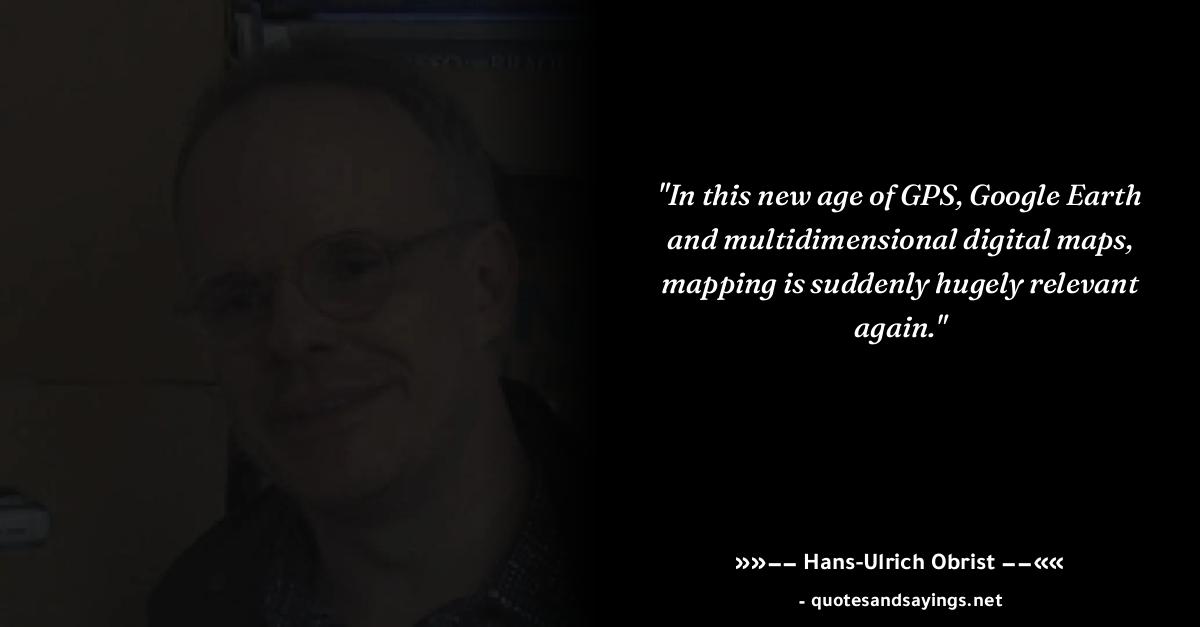 "In this new age of GPS, Google Earth
and multidimensional digital maps,
mapping is suddenly hugely relevant
again."
»»−− Hans-Ulrich Obrist −−««
- quotesandsayings.net